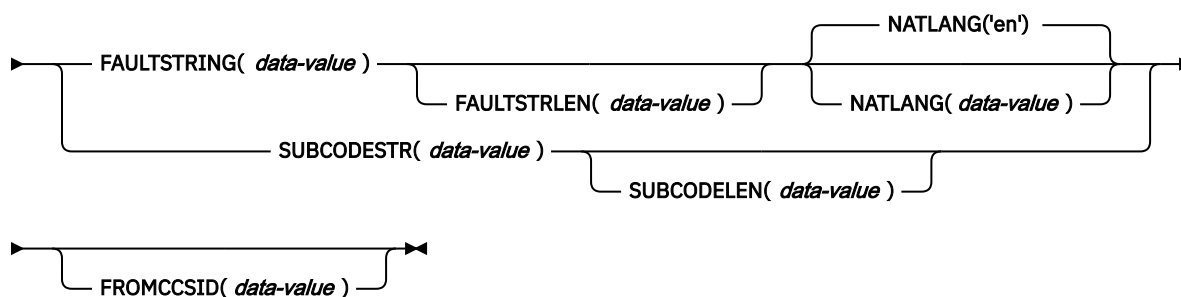 NATLANG('en')
FAULTSTRING( data-value )
FAULTSTRLEN( data-value )
NATLANG( data-value )
SUBCODESTR( data-value )
SUBCODELEN( data-value )
FROMCCSID( data-value )